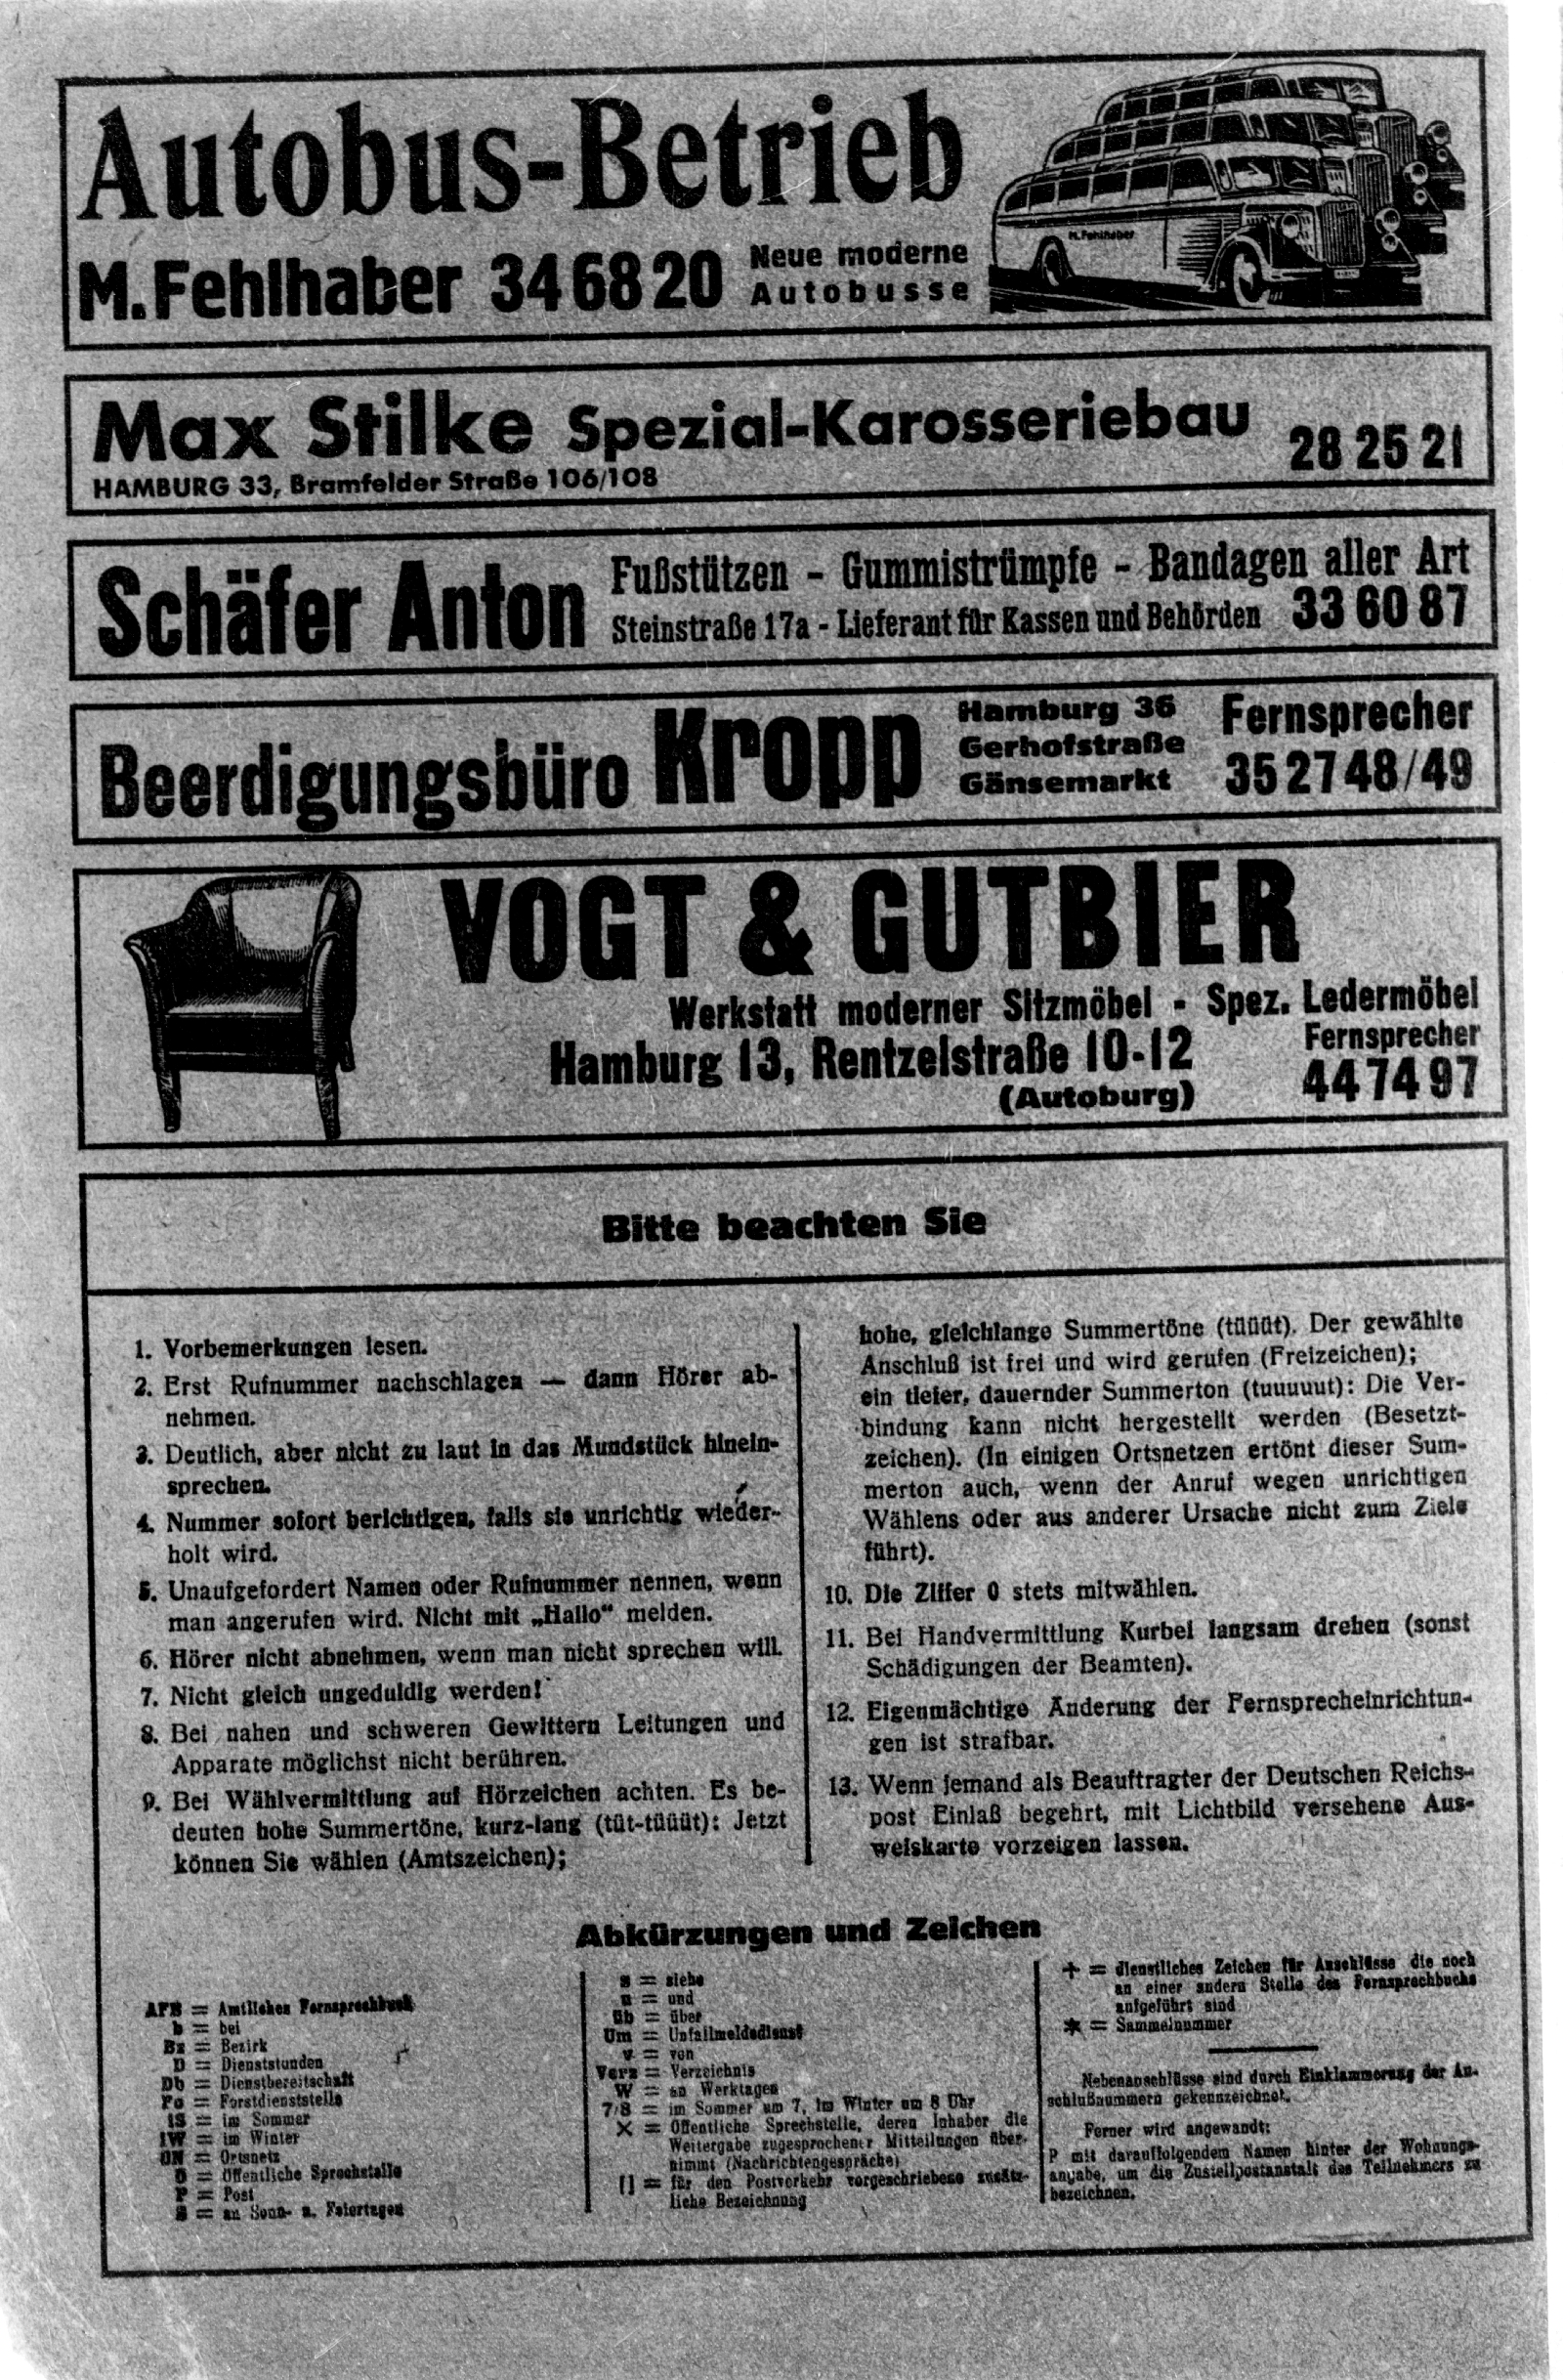 Autobus-Betrieb
M. Fehlhaber 34 68 20 Neue moderne
Autobusse
M. Fehlhaber
Max Stilke Spezial-Karosseriebau 28 25 21
HAMBURG 33, Bramfelder Straße 106/108
Schäfer Anton Fußstützen - Gummistrümpfe - Bandagen aller Art
Steinstraße 17a - Lieferant für Kassen und Behörden 33 60 87
Beerdigungsbüro Kropp
Hamburg 36
Gerhofstraße
Gänsemarkt
Fernsprecher
35 27 48/49
VOGT & GUTBIER
Werkstatt moderner Sitzmöbel - Spez. Ledermöbel
Hamburg 13, Rentzelstraße 10-12
(Autoburg)
Fernsprecher
44 74 97
Bitte beachten Sie
1. Vorbemerkungen lesen.
2. Erst Rufnummer nachschlagen — dann Hörer ab-
nehmen.
3. Deutlich, aber nicht zu laut in das Mundstück hinein-
sprechen.
4. Nummer sofort berichtigen, falls sie unrichtig wieder-
holt wird.
5. Unaufgefordert Namen oder Rufnummer nennen, wenn
man angerufen wird. Nicht mit „Hallo“ melden.
6. Hörer nicht abnehmen, wenn man nicht sprechen will.
7. Nicht gleich ungeduldig werden!
8. Bei nahen und schweren Gewittern Leitungen und
Apparate möglichst nicht berühren.
9. Bei Wählvermittlung auf Hörzeichen achten. Es be-
deuten hohe Summertöne, kurz-lang (tüt-tüüüt): Jetzt
können Sie wählen (Amtszeichen);
hohe, gleichlange Summertöne (tüüüt). Der gewählte
Anschluß ist frei und wird gerufen (Freizeichen);
ein tiefer, dauernder Summerton (tuuuuut): Die Ver-
bindung kann nicht hergestellt werden (Besetzt-
zeichen). (In einigen Ortsnetzen ertönt dieser Sum-
merton auch, wenn der Anruf wegen unrichtigen
Wählens oder aus anderer Ursache nicht zum Ziele
führt).
10. Die Ziffer 0 stets mitwählen.
11. Bei Handvermittlung Kurbel langsam drehen (sonst
Schädigungen der Beamten).
12. Eigenmächtige Änderung der Fernsprecheinrichtun-
gen ist strafbar.
13. Wenn jemand als Beauftragter der Deutschen Reichs-
post Einlaß begehrt, mit Lichtbild versehene Aus-
weiskarte vorzeigen lassen.
Abkürzungen und Zeichen
AFB = Amtliches Fernsprechbuch
b = bei
Bz = Bezirk
D = Dienststunden
Db = Dienstbereitschaft
Fo = Forstdienststelle
iS = im Sommer
iW = im Winter
ON = Ortsnetz
Ö = Öffentliche Sprechstelle
P = Post
S = an Sonn- u. Feiertagen
s = siehe
u = und
üb = über
Um = Unfallmeldedienst
v = von
Verz = Verzeichnis
W = an Werktagen
7/8 = im Sommer um 7, im Winter um 8 Uhr
× = Öffentliche Sprechstelle, deren Inhaber die
Weitergabe zugesprochener Mitteilungen über-
nimmt (Nachrichtengespräche)
[] = für den Postverkehr vorgeschriebene zusätz-
liche Bezeichnung
+ = dienstliches Zeichen für Anschlüsse die noch
an einer andern Stelle des Fernsprechbuchs
aufgeführt sind
* = Sammelnummer
Nebenanschlüsse sind durch Einklammerung der An-
schlußnummern gekennzeichnet.
Ferner wird angewandt:
P mit darauffolgendem Namen hinter der Wohnungs-
angabe, um die Zustellpostanstalt des Teilnehmers zu
bezeichnen.